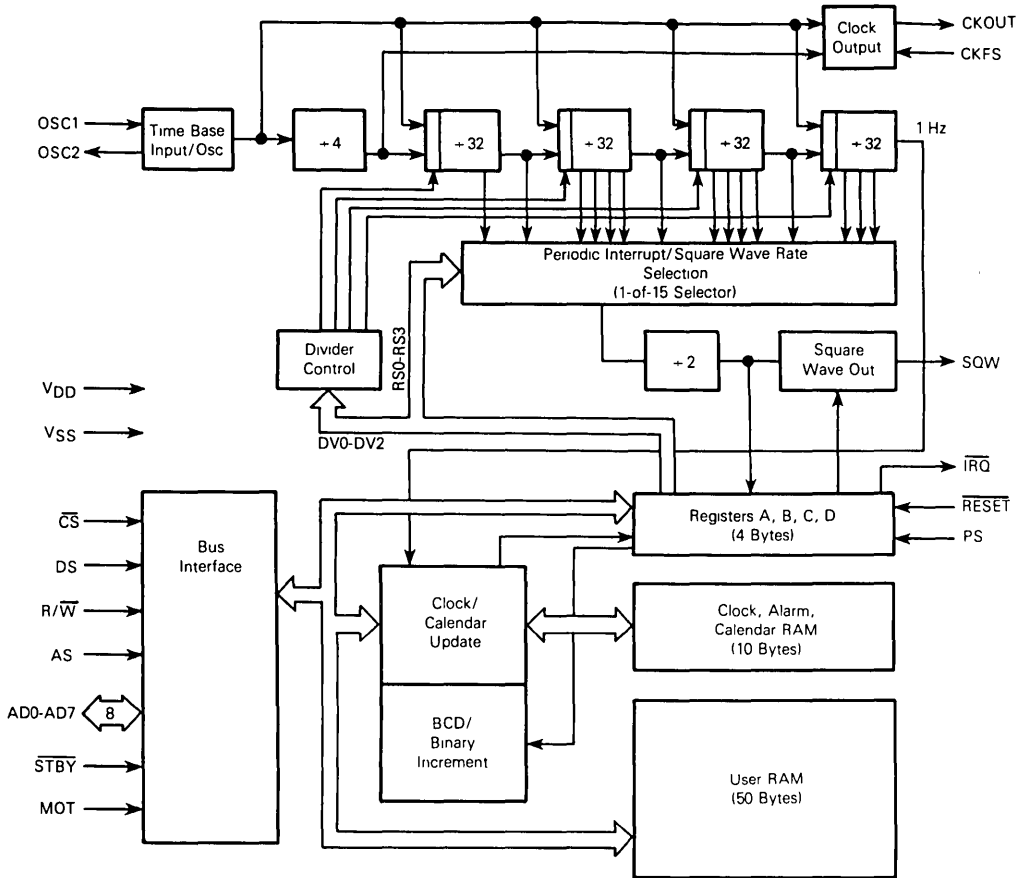 Clock
Output
CKOUT
CKFS
OSC1
OSC2
Time Base
Input/Osc
÷4
÷32
÷32
÷32
÷32
1 Hz
Periodic Interrupt/Square Wave Rate
Selection
(1-of-15 Selector)
Divider
Control
RS0-RS3
÷2
Square
Wave Out
SQW
VDD
VSS
DV0-DV2
IRQ
RESET
PS
Registers A, B, C, D
(4 Bytes)
CS
DS
R/W
AS
AD0-AD7
8
STBY
MOT
Bus
Interface
Clock/
Calendar
Update
BCD/
Binary
Increment
Clock, Alarm,
Calendar RAM
(10 Bytes)
User RAM
(50 Bytes)